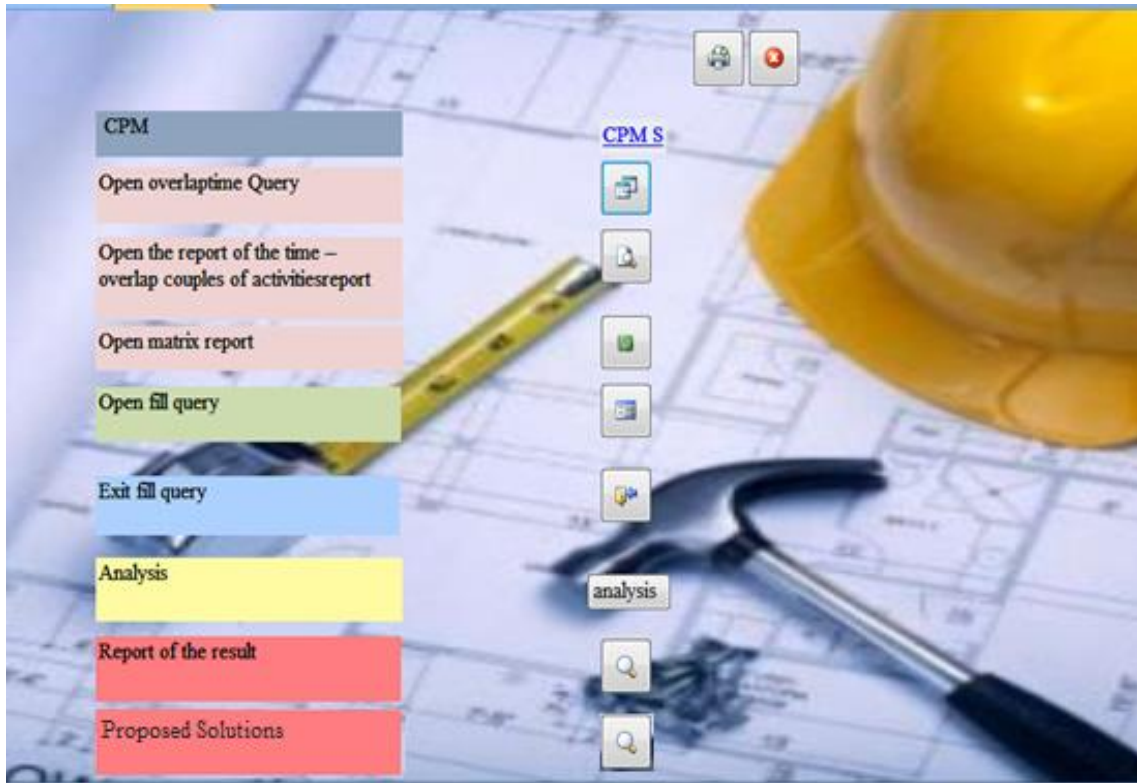 CPM
CPM S
Open overlaptime Query
Open the report of the time –
overlap couples of activitiesreport
Open matrix report
Open fill query
Exit fill query
Analysis
analysis
Report of the result
Proposed Solutions